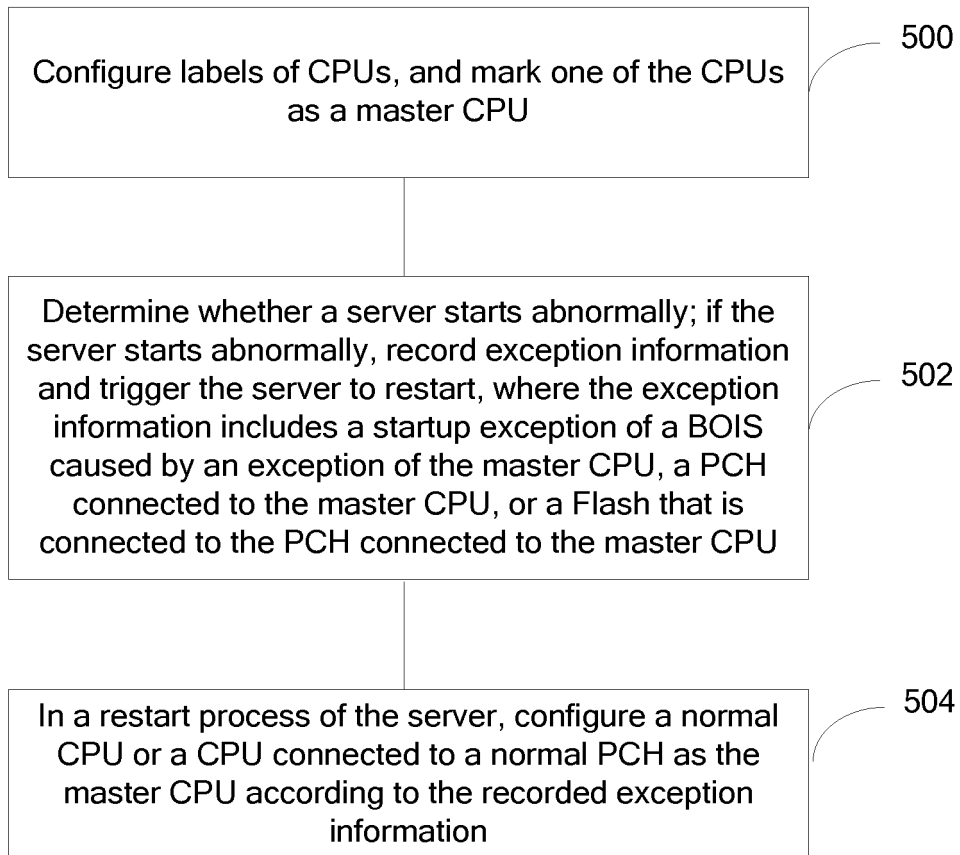 Configure labels of CPUs, and mark one of the CPUs
as a master CPU
500
Determine whether a server starts abnormally; if the
server starts abnormally, record exception information
and trigger the server to restart, where the exception
information includes a startup exception of a BOIS
caused by an exception of the master CPU, a PCH
connected to the master CPU, or a Flash that is
connected to the PCH connected to the master CPU
502
In a restart process of the server, configure a normal
CPU or a CPU connected to a normal PCH as the
master CPU according to the recorded exception
information
504